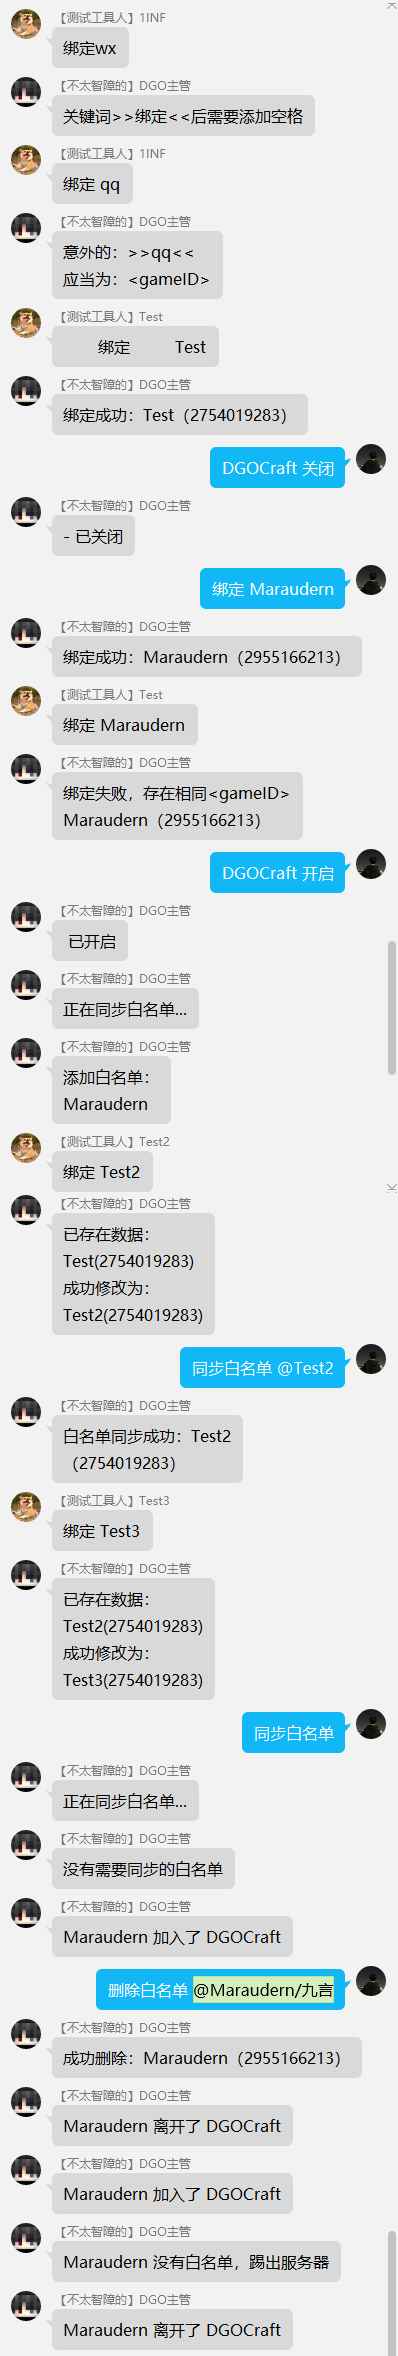 【测试工具人】1INF
绑定wx
【不太智障的】DGO主管
关键词>>绑定<<后需要添加空格
【测试工具人】1INF
绑定 qq
【不太智障的】DGO主管
意外的：>>qq<<
应当为：<gameID>
【测试工具人】Test
绑定 Test
【不太智障的】DGO主管
绑定成功：Test（2754019283）
DGOCraft 关闭
【不太智障的】DGO主管
- 已关闭
绑定 Maraudern
【不太智障的】DGO主管
绑定成功：Maraudern（2955166213）
【测试工具人】Test
绑定 Maraudern
【不太智障的】DGO主管
绑定失败，存在相同<gameID>
Maraudern（2955166213）
DGOCraft 开启
【不太智障的】DGO主管
已开启
【不太智障的】DGO主管
正在同步白名单...
【不太智障的】DGO主管
添加白名单：
Maraudern
【测试工具人】Test2
绑定 Test2
【不太智障的】DGO主管
已存在数据：
Test(2754019283)
成功修改为：
Test2(2754019283)
同步白名单 @Test2
【不太智障的】DGO主管
白名单同步成功：Test2
（2754019283）
【测试工具人】Test3
绑定 Test3
【不太智障的】DGO主管
已存在数据：
Test2(2754019283)
成功修改为：
Test3(2754019283)
同步白名单
【不太智障的】DGO主管
正在同步白名单...
【不太智障的】DGO主管
没有需要同步的白名单
【不太智障的】DGO主管
Maraudern 加入了 DGOCraft
删除白名单 @Maraudern/九言
【不太智障的】DGO主管
成功删除：Maraudern（2955166213）
【不太智障的】DGO主管
Maraudern 离开了 DGOCraft
【不太智障的】DGO主管
Maraudern 加入了 DGOCraft
【不太智障的】DGO主管
Maraudern 没有白名单，踢出服务器
【不太智障的】DGO主管
Maraudern 离开了 DGOCraft